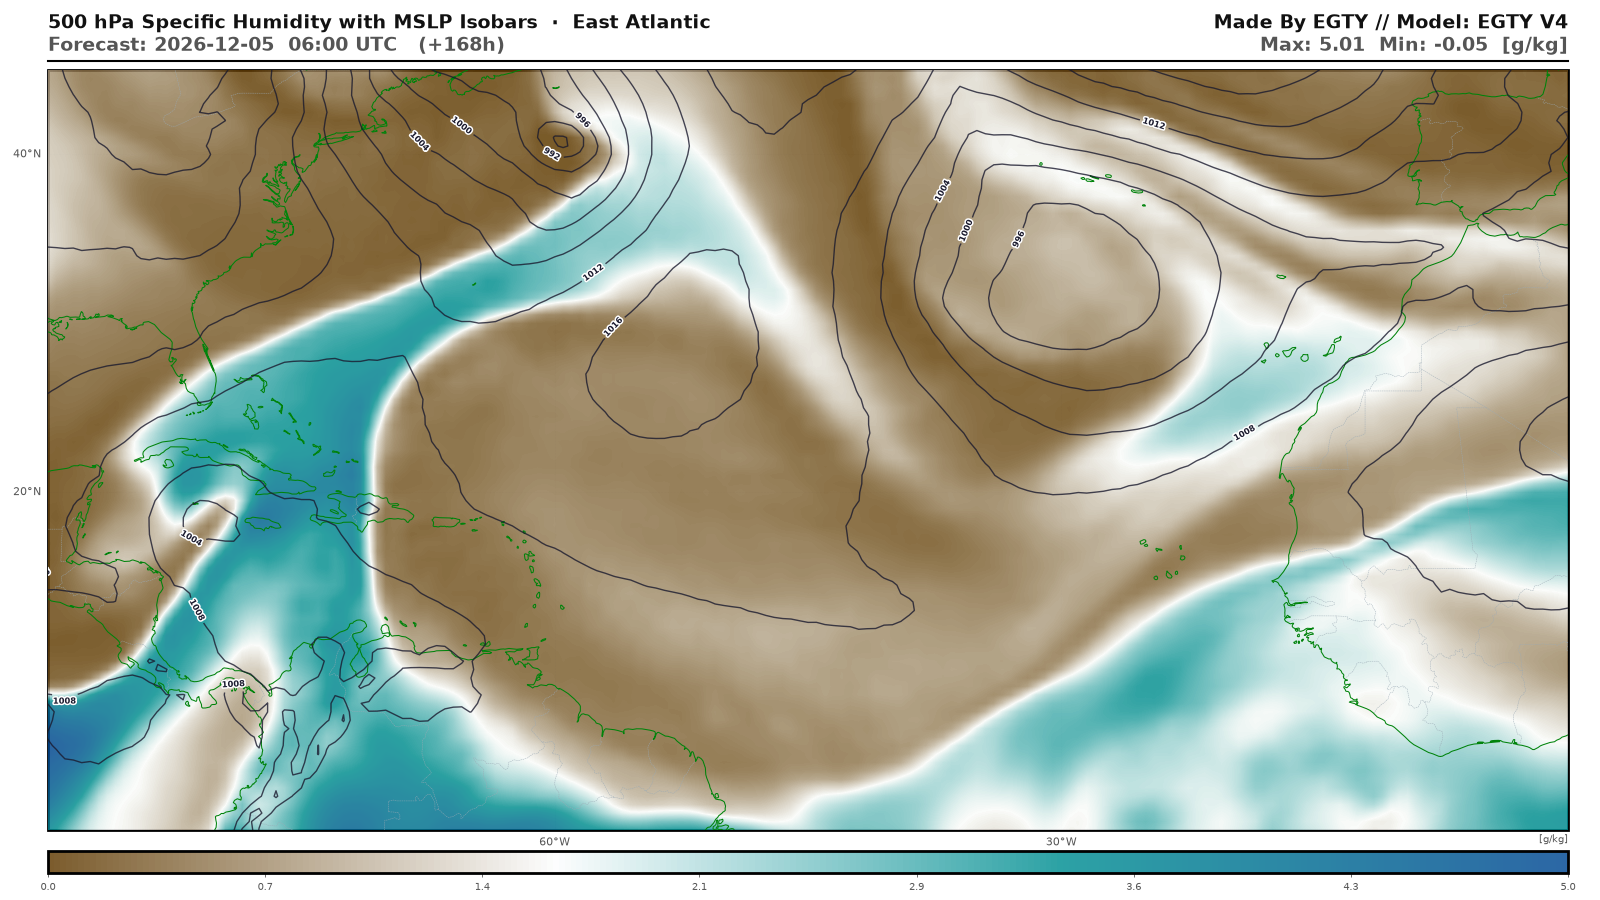 500 hPa Specific Humidity with MSLP Isobars · East Atlantic
Made By EGTY // Model: EGTY V4
Forecast: 2026-12-05 06:00 UTC (+168h)
Max: 5.01 Min: -0.05 [g/kg]
996
1000
1004
992
1012
40°N
1004
1000
996
1012
1016
1008
20°N
1004
1008
1008
1008
60°W
30°W
[g/kg]
0.0
0.7
1.4
2.1
2.9
3.6
4.3
5.0